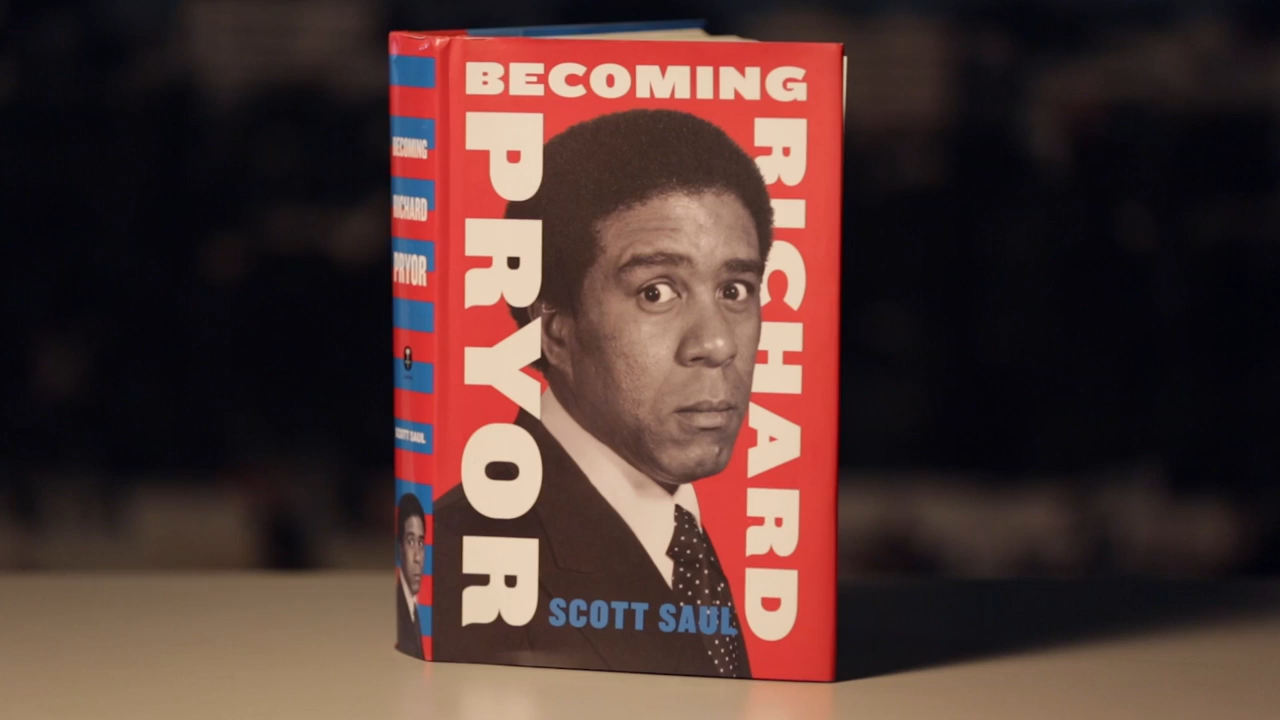 BECOMING
RICHARD
PRYOR
SCOTT SAUL
BECOMING
RICHARD
PRYOR
SCOTT SAUL